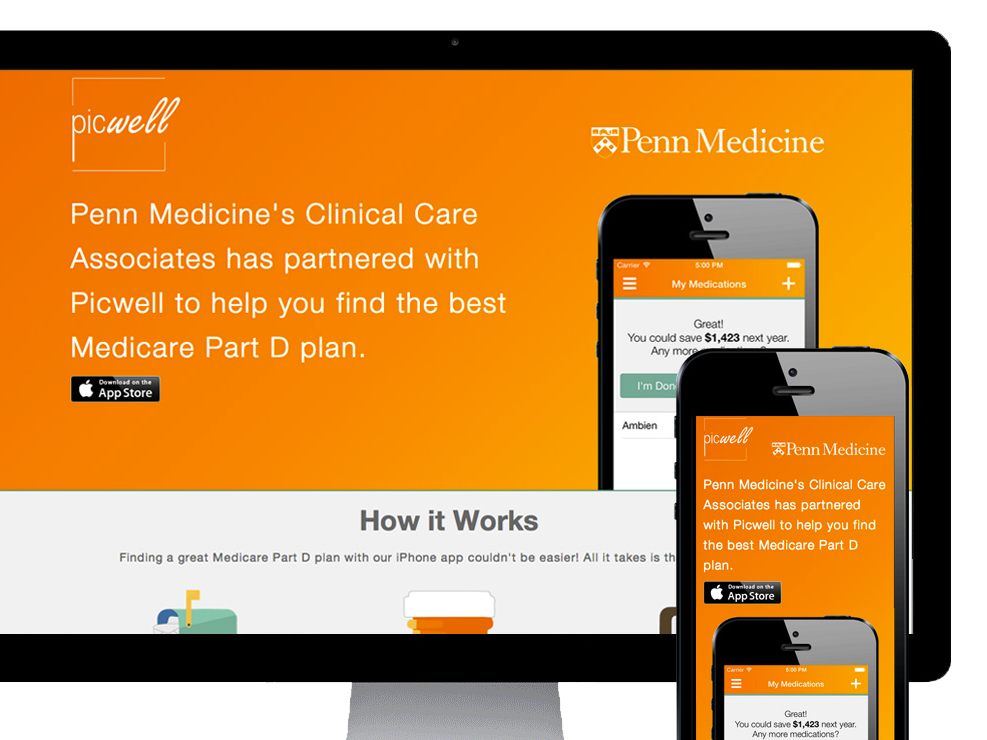 picwell
Penn Medicine
Penn Medicine's Clinical Care
Associates has partnered with
Picwell to help you find the best
Medicare Part D plan.
Download on the
App Store
Carrier 5:00 PM
My Medications
Great!
You could save $1,423 next year.
Any more
I'm Don
Ambien
How it Works
Finding a great Medicare Part D plan with our iPhone app couldn't be easier! All it takes is
picwell
Penn Medicine
Penn Medicine's Clinical Care
Associates has partnered
with Picwell to help you find
the best Medicare Part D
plan.
Download on the
App Store
Carrier 5:00 PM
My Medications
Great!
You could save $1,423 next year.
Any more medications?